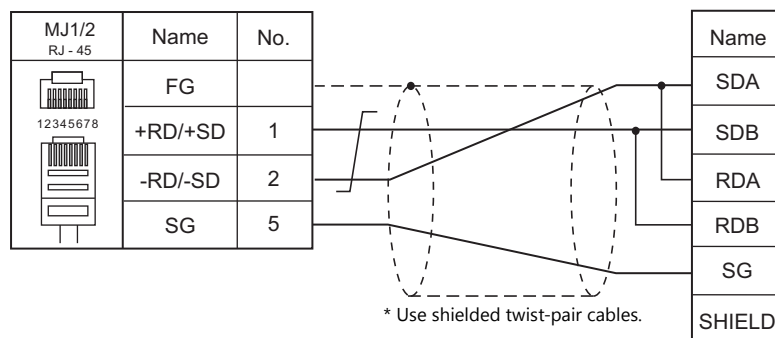 MJ1/2
RJ - 45
Name
No.
FG
12345678
+RD/+SD
1
-RD/-SD
2
SG
5
* Use shielded twist-pair cables.
Name
SDA
SDB
RDA
RDB
SG
SHIELD